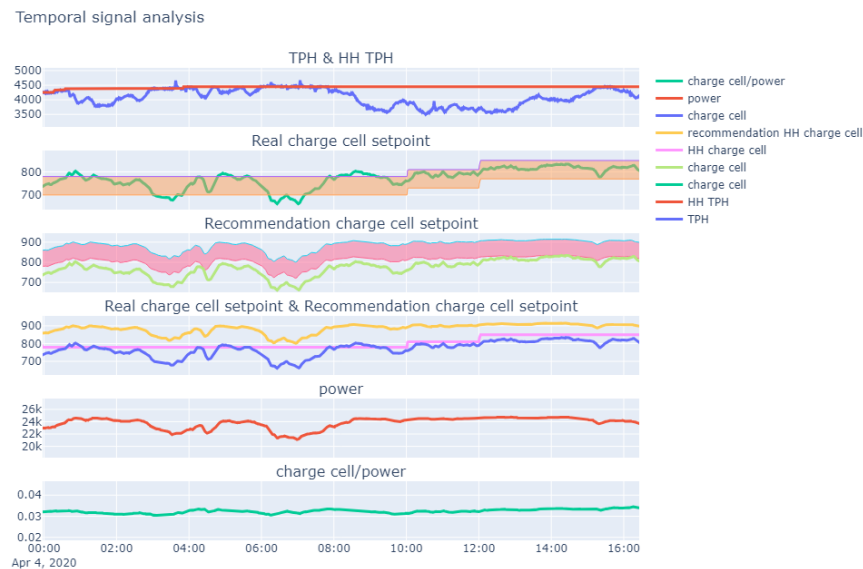 Temporal signal analysis
TPH & HH TPH
5000
4500
4000
3500
Real charge cell setpoint
800
700
Recommendation charge cell setpoint
900
800
700
Real charge cell setpoint & Recommendation charge cell setpoint
900
800
700
power
26k
24k
22k
20k
charge cell/power
0.04
0.03
0.02
00:00 02:00 04:00 06:00 08:00 10:00 12:00 14:00 16:00
Apr 4, 2020
charge cell/power
power
charge cell
recommendation HH charge cell
HH charge cell
charge cell
charge cell
HH TPH
TPH